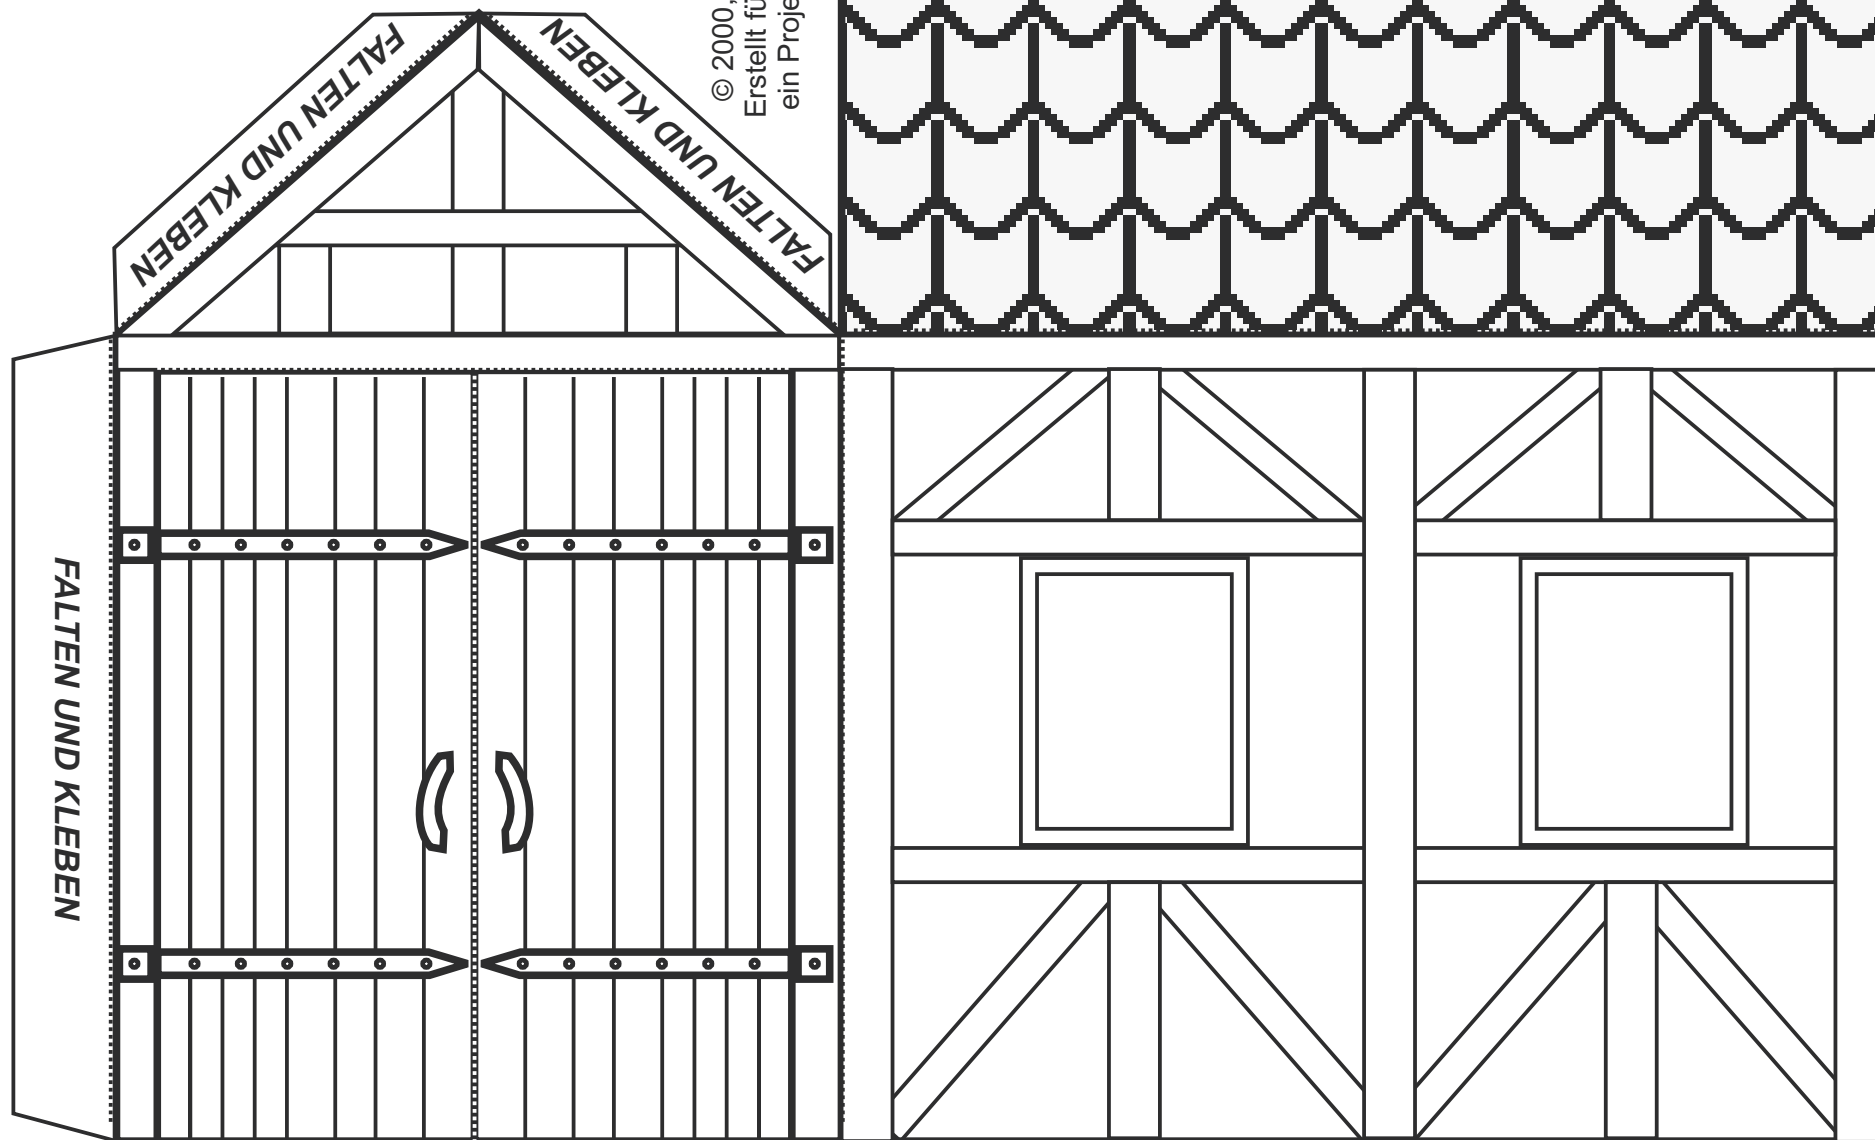 FALTEN UND KLEBEN
FALTEN UND KLEBEN
© 2000,
Erstellt fü
ein Proje
FALTEN UND KLEBEN